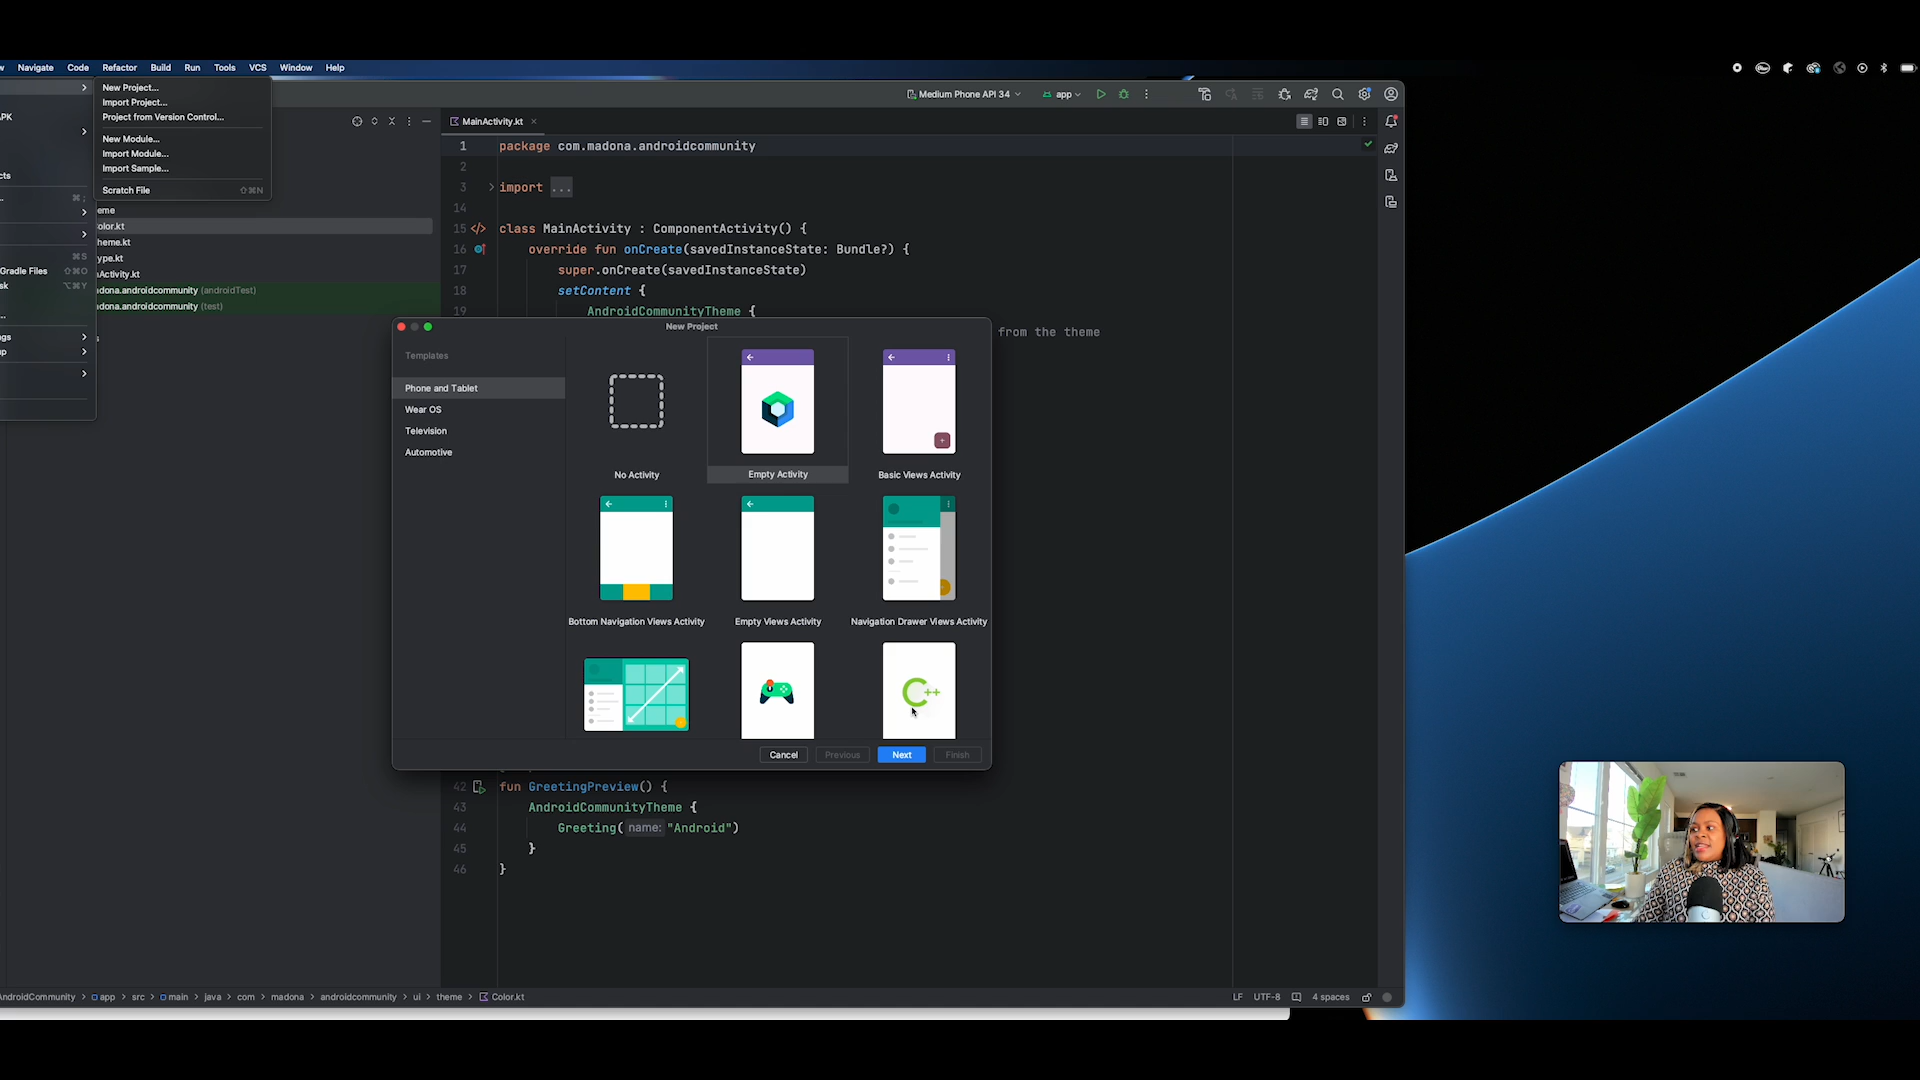 Navigate Code Refactor Build Run Tools VCS Window Help
New Project...
Import Project...
Project from Version Control...
New Module...
Import Module...
Import Sample...
Scratch File ⇧⌘N
PK
cts
⌘;
⌘S
Gradle Files ⇧⌘O
sk ⌥⌘Y
ngs
up
eme
olor.kt
heme.kt
ype.kt
nActivity.kt
dona.androidcommunity (androidTest)
dona.androidcommunity (test)
Medium Phone API 34
app
MainActivity.kt
1 package com.madona.androidcommunity
2
3 import ...
14
15 class MainActivity : ComponentActivity() {
16 override fun onCreate(savedInstanceState: Bundle?) {
17 super.onCreate(savedInstanceState)
18 setContent {
19 AndroidCommunityTheme {
from the theme
New Project
Templates
Phone and Tablet
Wear OS
Television
Automotive
No Activity
Empty Activity
Basic Views Activity
Bottom Navigation Views Activity
Empty Views Activity
Navigation Drawer Views Activity
C++
Cancel
Previous
Next
Finish
42 fun GreetingPreview() {
43 AndroidCommunityTheme {
44 Greeting( name: "Android")
45 }
46 }
AndroidCommunity > app > src > main > java > com > madona > androidcommunity > ui > theme > Color.kt
LF UTF-8 4 spaces